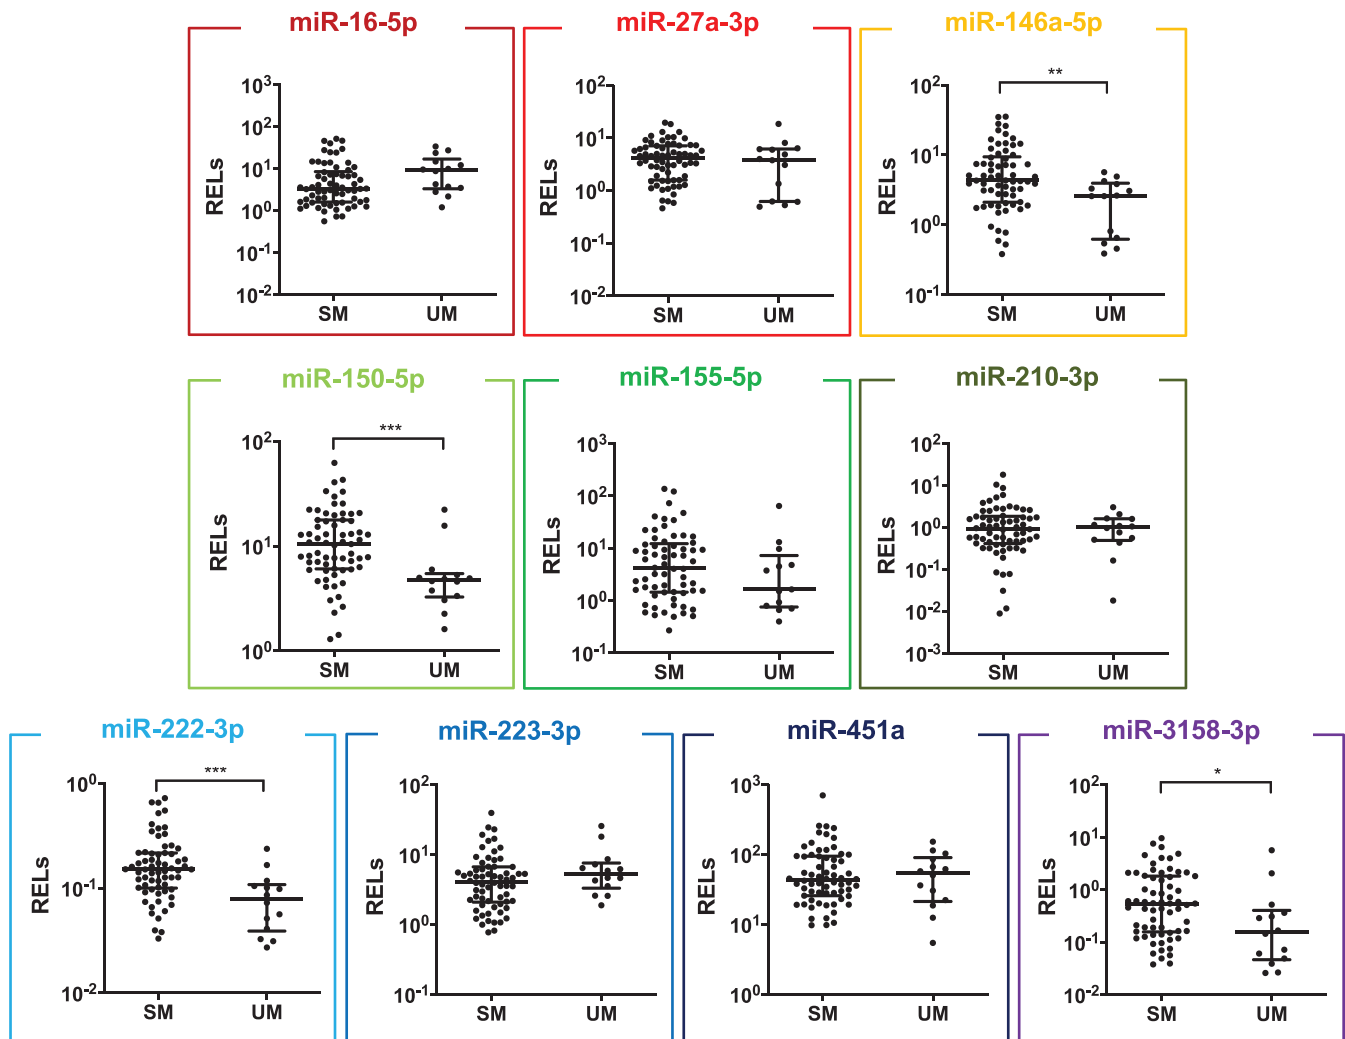 miR-16-5p
miR-27a-3p
miR-146a-5p
10³
10²
10¹
10⁰
10⁻¹
10⁻²
RELs
SM
UM
10²
10¹
10⁰
10⁻¹
10⁻²
RELs
SM
UM
**
10²
10¹
10⁰
10⁻¹
RELs
SM
UM
miR-150-5p
miR-155-5p
miR-210-3p
***
10²
10¹
10⁰
RELs
SM
UM
10³
10²
10¹
10⁰
10⁻¹
RELs
SM
UM
10²
10¹
10⁰
10⁻¹
10⁻²
10⁻³
RELs
SM
UM
miR-222-3p
miR-223-3p
miR-451a
miR-3158-3p
***
10⁰
10⁻¹
10⁻²
RELs
SM
UM
10²
10¹
10⁰
10⁻¹
RELs
SM
UM
10³
10²
10¹
10⁰
RELs
SM
UM
*
10²
10¹
10⁰
10⁻¹
10⁻²
RELs
SM
UM